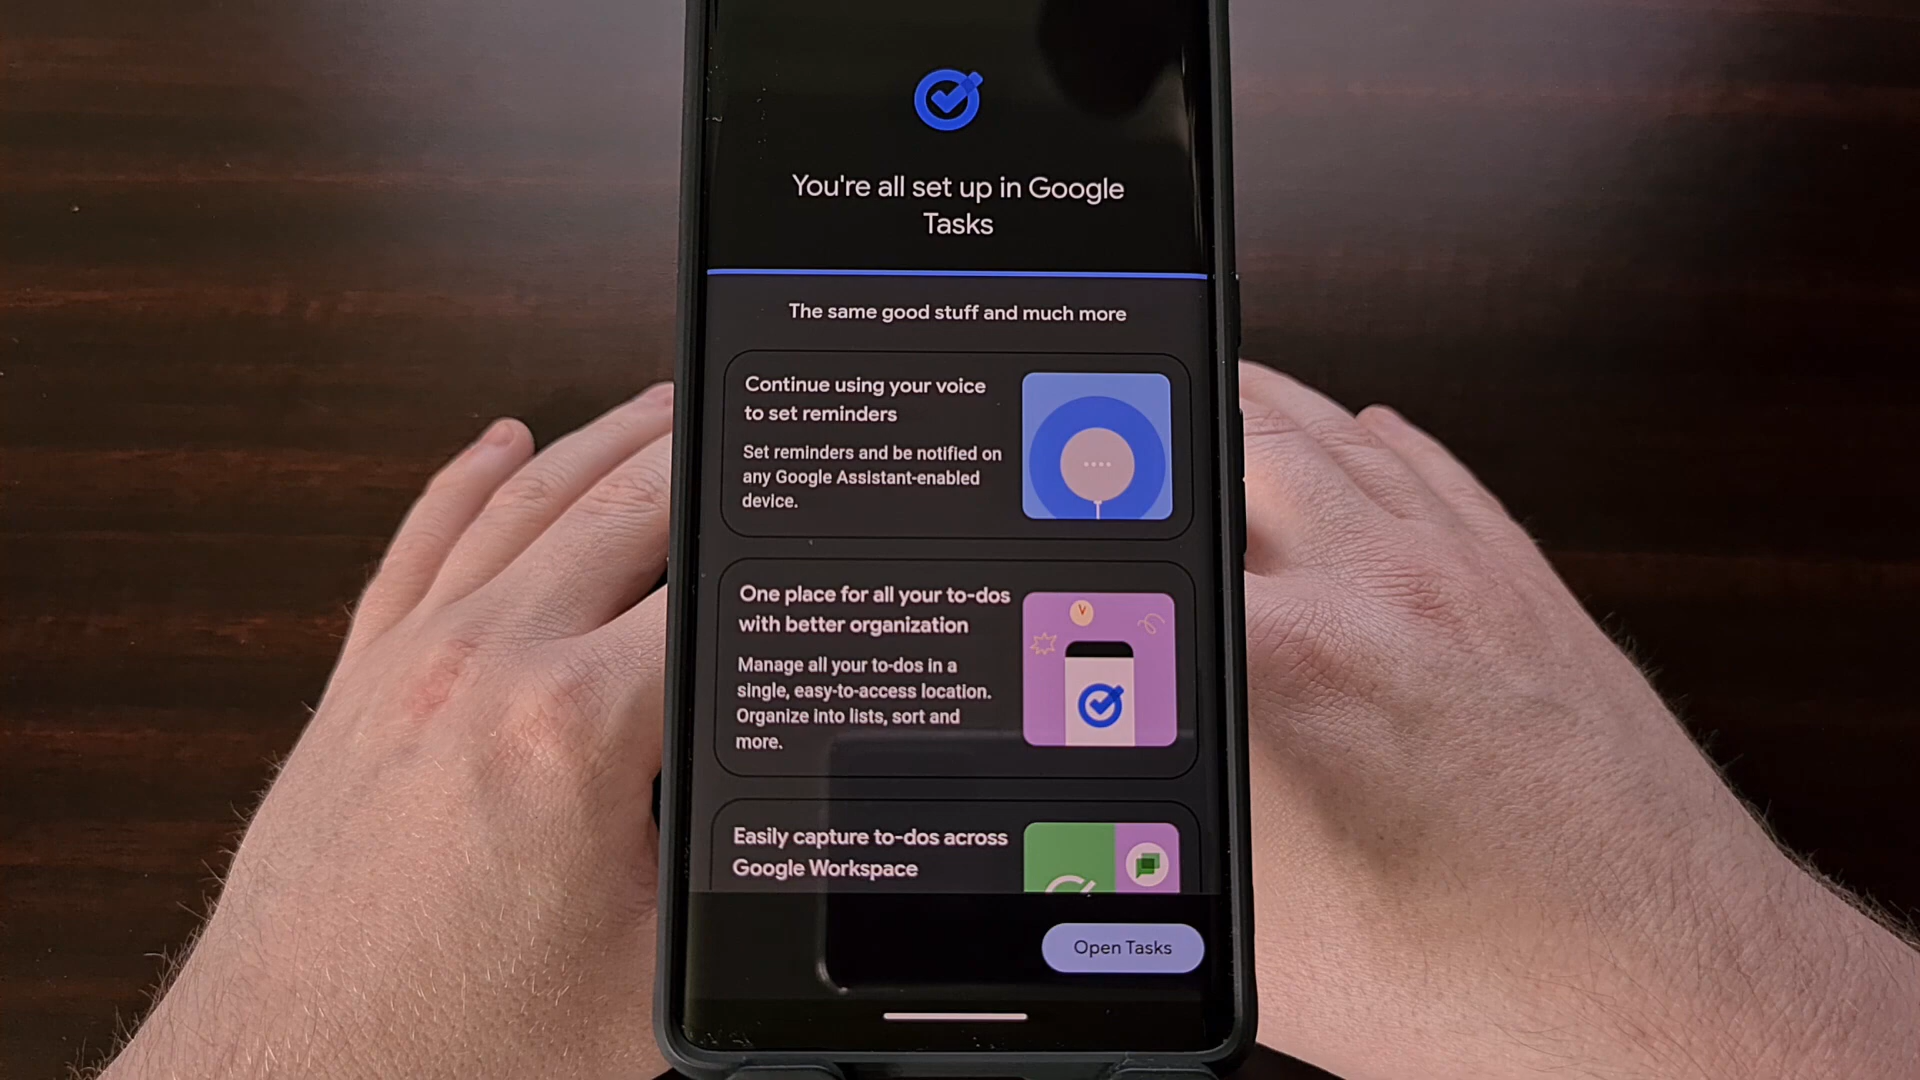 You're all set up in Google
Tasks
The same good stuff and much more
Continue using your voice
to set reminders
Set reminders and be notified on
any Google Assistant-enabled
device.
One place for all your to-dos
with better organization
Manage all your to-dos in a
single, easy-to-access location.
Organize into lists, sort and
more.
Easily capture to-dos across
Google Workspace
Open Tasks